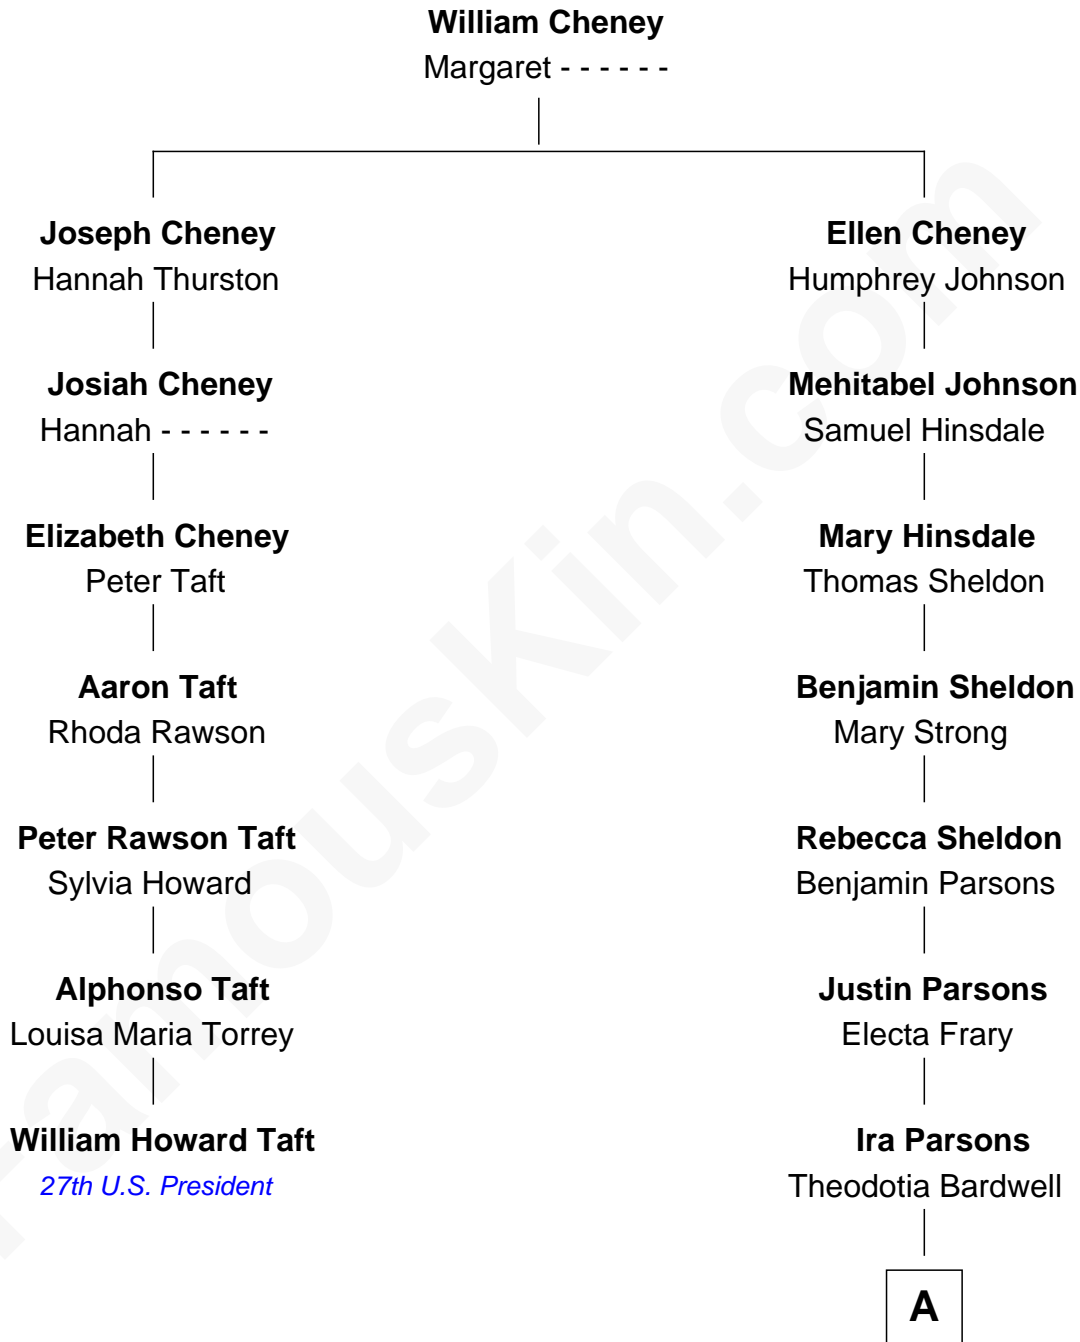 William Cheney
Margaret - - - - - -
Joseph Cheney
Hannah Thurston
Ellen Cheney
Humphrey Johnson
Josiah Cheney
Hannah - - - - - -
Mehitabel Johnson
Samuel Hinsdale
Elizabeth Cheney
Peter Taft
Mary Hinsdale
Thomas Sheldon
Aaron Taft
Rhoda Rawson
Benjamin Sheldon
Mary Strong
Peter Rawson Taft
Sylvia Howard
Rebecca Sheldon
Benjamin Parsons
Alphonso Taft
Louisa Maria Torrey
Justin Parsons
Electa Frary
William Howard Taft
27th U.S. President
Ira Parsons
Theodotia Bardwell
A
FamousKin.com